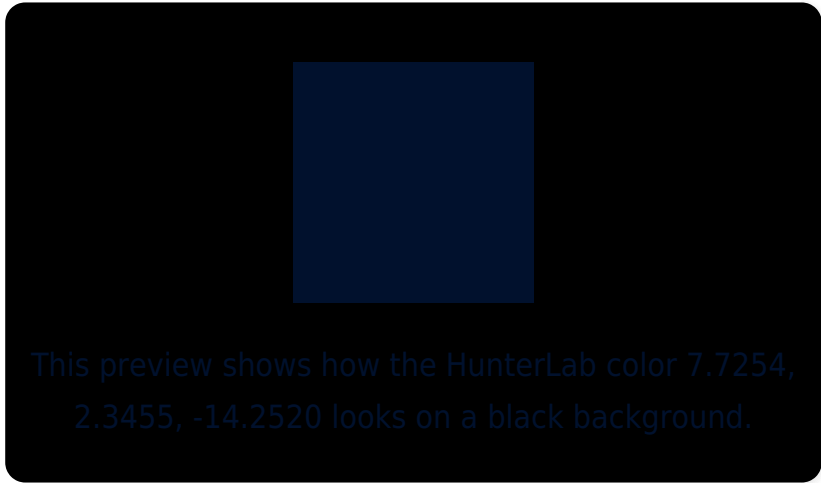 This preview shows how the HunterLab color 7.7254,
2.3455, -14.2520 looks on a black background.